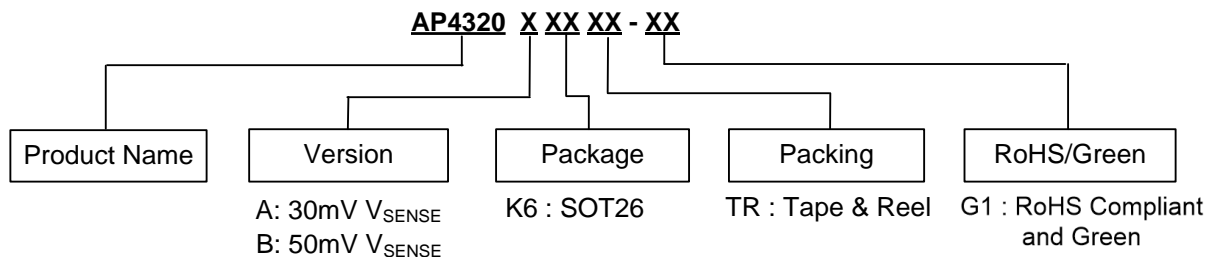 AP4320 X XX XX - XX
Product Name Version Package Packing RoHS/Green
A: 30mV VSENSE K6 : SOT26 TR : Tape & Reel G1 : RoHS Compliant
B: 50mV VSENSE and Green